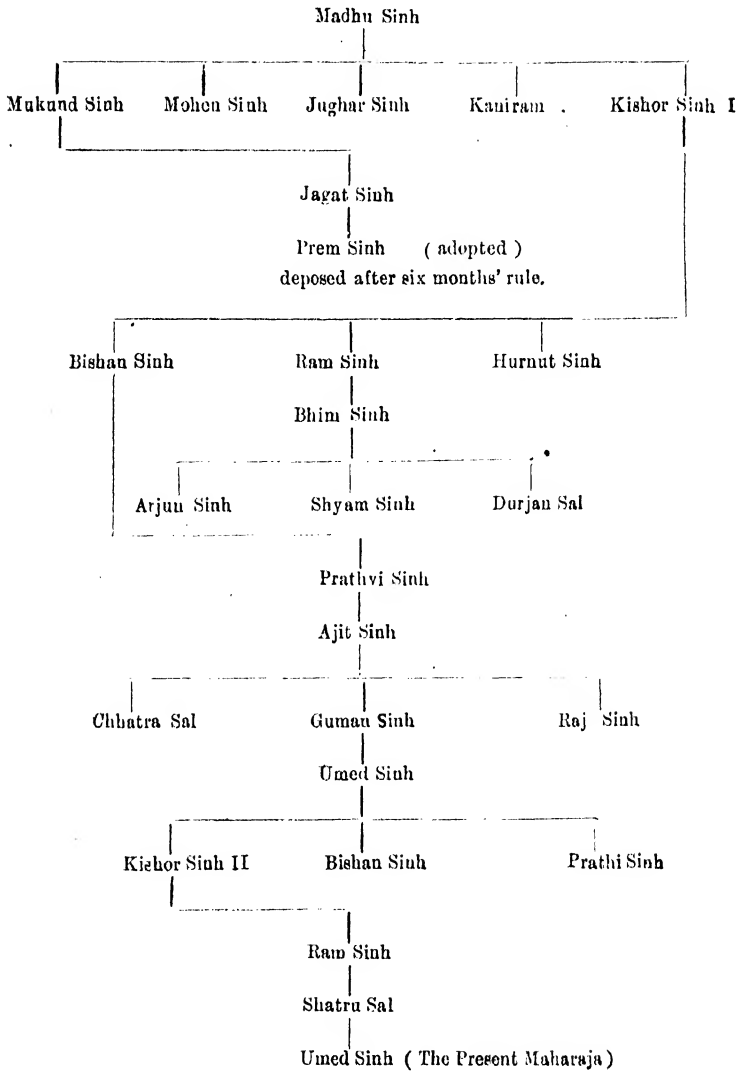 Madhu Sinh
Mukund Sinh Mohon Sinh Jughar Sinh Kaniram . Kishor Sinh I
Jagat Sinh
Prem Sinh ( adopted )
deposed after six months' rule.
Bishan Sinh Ram Sinh Hurnut Sinh
Bhim Sinh
Arjun Sinh Shyam Sinh Durjan Sal
Prathvi Sinh
Ajit Sinh
Chhatra Sal Guman Sinh Raj Sinh
Umed Sinh
Kishor Sinh II Bishan Sinh Prathi Sinh
Ram Sinh
Shatru Sal
Umed Sinh ( The Present Maharaja )